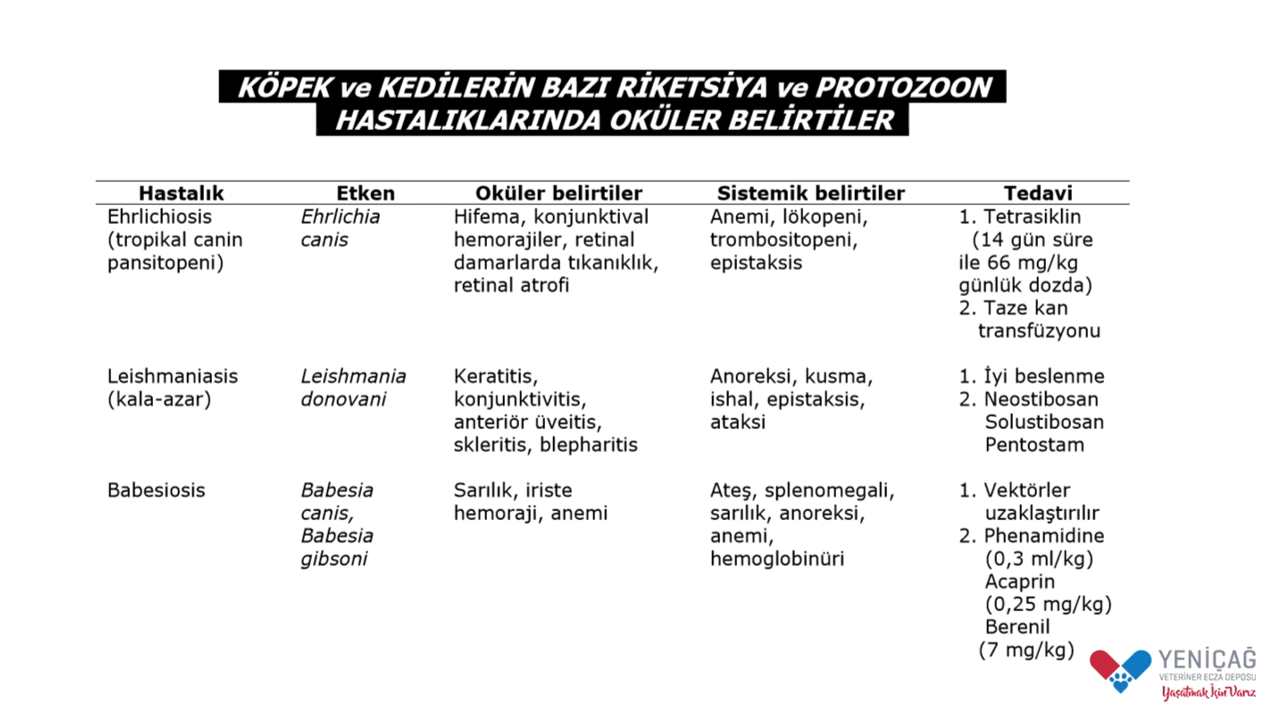 KÖPEK ve KEDİLERİN BAZI RİKETSİYA ve PROTOZOON
HASTALIKLARINDA OKÜLER BELİRTİLER
Hastalık Etken Oküler belirtiler Sistemik belirtiler Tedavi
Ehrlichiosis Ehrlichia Hifema, konjunktival Anemi, lökopeni, 1. Tetrasiklin
(tropikal canin canis hemorajiler, retinal trombositopeni, (14 gün süre
pansitopeni) damarlarda tıkanıklık, epistaksis ile 66 mg/kg
retinal atrofi günlük dozda)
2. Taze kan
transfüzyonu
Leishmaniasis Leishmania Keratitis, Anoreksi, kusma, 1. İyi beslenme
(kala-azar) donovani konjunktivitis, ishal, epistaksis, 2. Neostibosan
anteriör üveitis, ataksi Solustibosan
skleritis, blepharitis Pentostam
Babesiosis Babesia Sarılık, iriste Ateş, splenomegali, 1. Vektörler
canis, hemoraji, anemi sarılık, anoreksi, uzaklaştırılır
Babesia anemi, 2. Phenamidine
gibsoni hemoglobinüri (0,3 ml/kg)
Acaprin
(0,25 mg/kg)
Berenil
(7 mg/kg)
YENİÇAĞ
VETERİNER ECZA DEPOSU
Yaşatmak İçin Varız